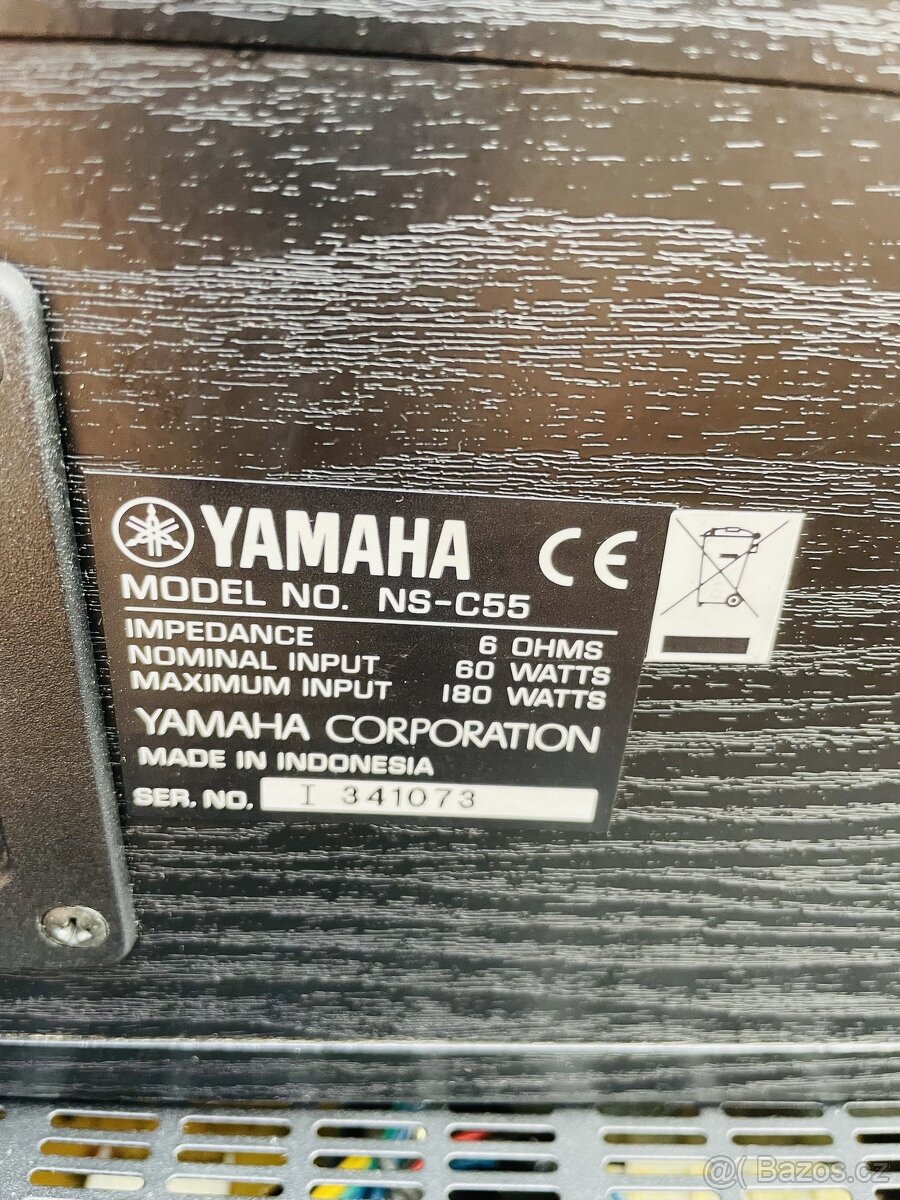 YAMAHA CE
MODEL NO. NS-C55
IMPEDANCE 6 OHMS
NOMINAL INPUT 60 WATTS
MAXIMUM INPUT 180 WATTS
YAMAHA CORPORATION
MADE IN INDONESIA
SER. NO. I 341073
@ Bazos.cz